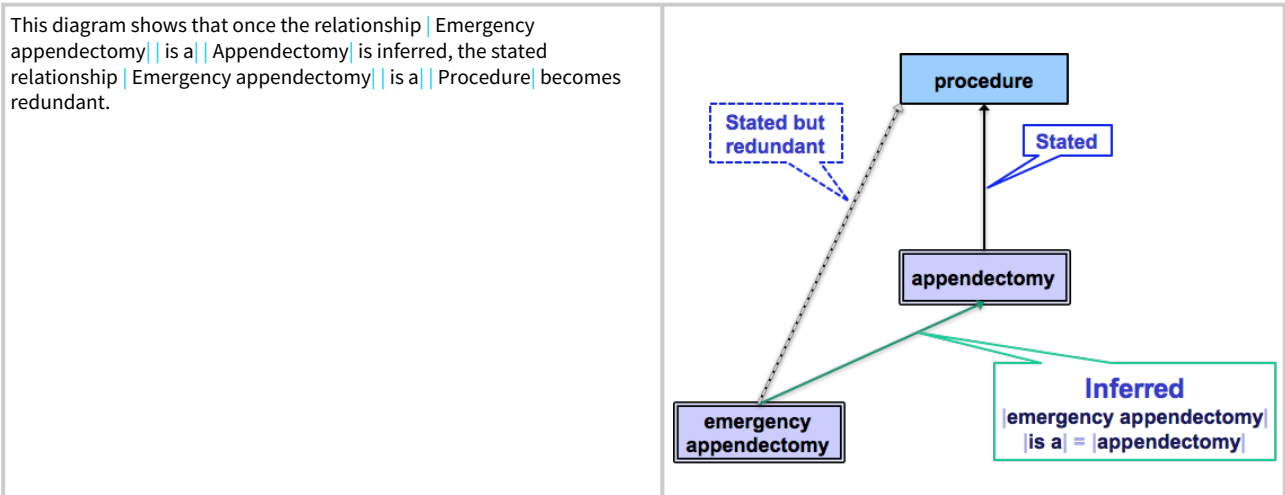 This diagram shows that once the relationship | Emergency
appendectomy| | is a| | Appendectomy| is inferred, the stated
relationship | Emergency appendectomy| | is a| | Procedure| becomes
redundant.
procedure
Stated but
redundant
Stated
appendectomy
Inferred
|emergency appendectomy|
|is a| = |appendectomy|
emergency
appendectomy